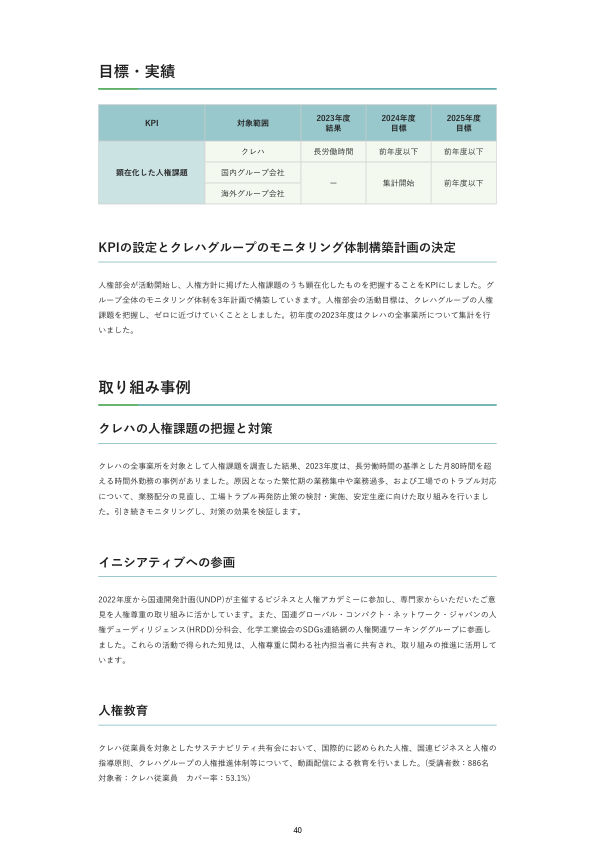 目標・実績
KPI 対象範囲 2023年度 結果 2024年度 目標 2025年度 目標
顕在化した人権課題 クレハ 長労働時間 前年度以下 前年度以下
国内グループ会社 — 集計開始 前年度以下
海外グループ会社
KPIの設定とクレハグループのモニタリング体制構築計画の決定
人権部会が活動開始し、人権方針に掲げた人権課題のうち顕在化したものを把握することをKPIにしました。グ
ループ全体のモニタリング体制を3年計画で構築していきます。人権部会の活動目標は、クレハグループの人権
課題を把握し、ゼロに近づけていくこととしました。初年度の2023年度はクレハの全事業所について集計を行
いました。
取り組み事例
クレハの人権課題の把握と対策
クレハの全事業所を対象として人権課題を調査した結果、2023年度は、長労働時間の基準とした月80時間を超
える時間外勤務の事例がありました。原因となった繁忙期の業務集中や業務過多、および工場でのトラブル対応
について、業務配分の見直し、工場トラブル再発防止策の検討・実施、安定生産に向けた取り組みを行いまし
た。引き続きモニタリングし、対策の効果を検証します。
イニシアティブへの参画
2022年度から国連開発計画(UNDP)が主催するビジネスと人権アカデミーに参加し、専門家からいただいたご意
見を人権尊重の取り組みに活かしています。また、国連グローバル・コンパクト・ネットワーク・ジャパンの人
権デューディリジェンス(HRDD)分科会、化学工業協会のSDGs連絡網の人権関連ワーキンググループに参画し
ました。これらの活動で得られた知見は、人権尊重に関わる社内担当者に共有され、取り組みの推進に活用して
います。
人権教育
クレハ従業員を対象としたサステナビリティ共有会において、国際的に認められた人権、国連ビジネスと人権の
指導原則、クレハグループの人権推進体制等について、動画配信による教育を行いました。(受講者数：886名
対象者：クレハ従業員　カバー率：53.1%)
40